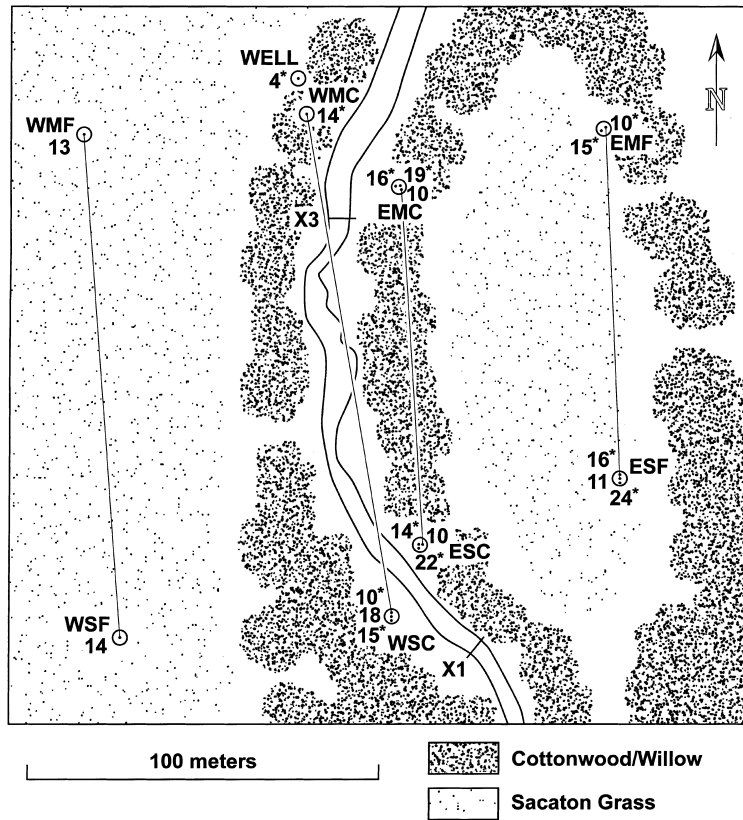 WELL
4*
WMC
14*
N
WMF
13
10*
15* EMF
16* 19*
10
EMC
X3
16* ESF
11
24*
14* 10
ESC
22*
10*
18
15* WSC
WSF
14
X1
100 meters
Cottonwood/Willow
Sacaton Grass